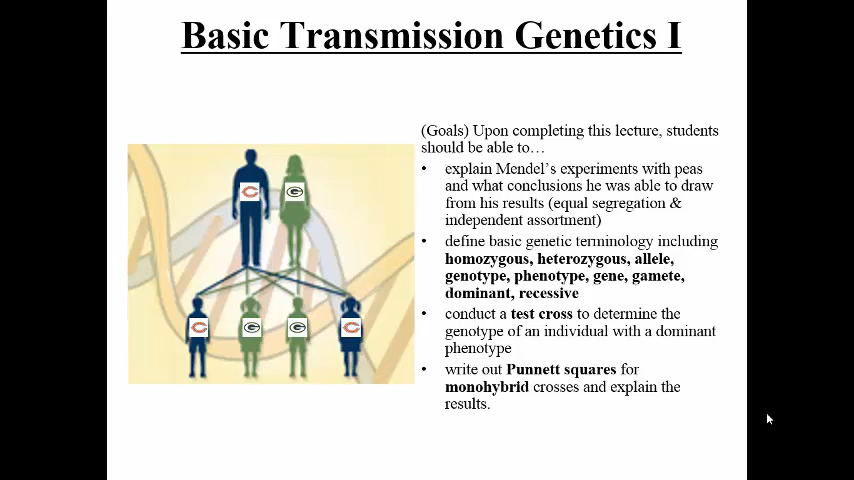 Basic Transmission Genetics I
(Goals) Upon completing this lecture, students
should be able to…
• explain Mendel’s experiments with peas
and what conclusions he was able to draw
from his results (equal segregation &
independent assortment)
• define basic genetic terminology including
homozygous, heterozygous, allele,
genotype, phenotype, gene, gamete,
dominant, recessive
• conduct a test cross to determine the
genotype of an individual with a dominant
phenotype
• write out Punnett squares for
monohybrid crosses and explain the
results.
C G
C G G C